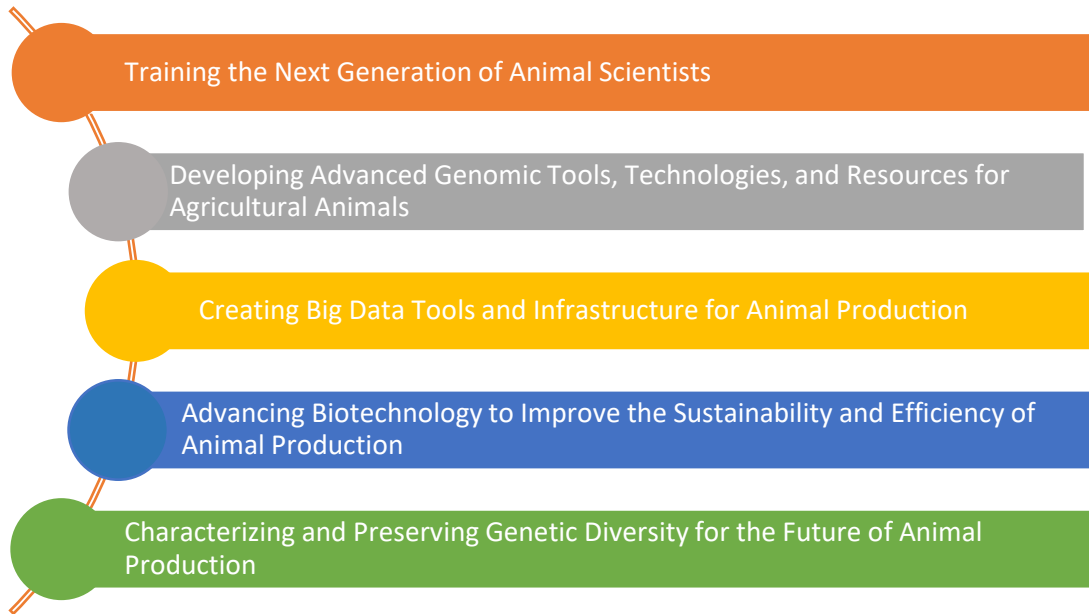 Training the Next Generation of Animal Scientists
Developing Advanced Genomic Tools, Technologies, and Resources for
Agricultural Animals
Creating Big Data Tools and Infrastructure for Animal Production
Advancing Biotechnology to Improve the Sustainability and Efficiency of
Animal Production
Characterizing and Preserving Genetic Diversity for the Future of Animal
Production